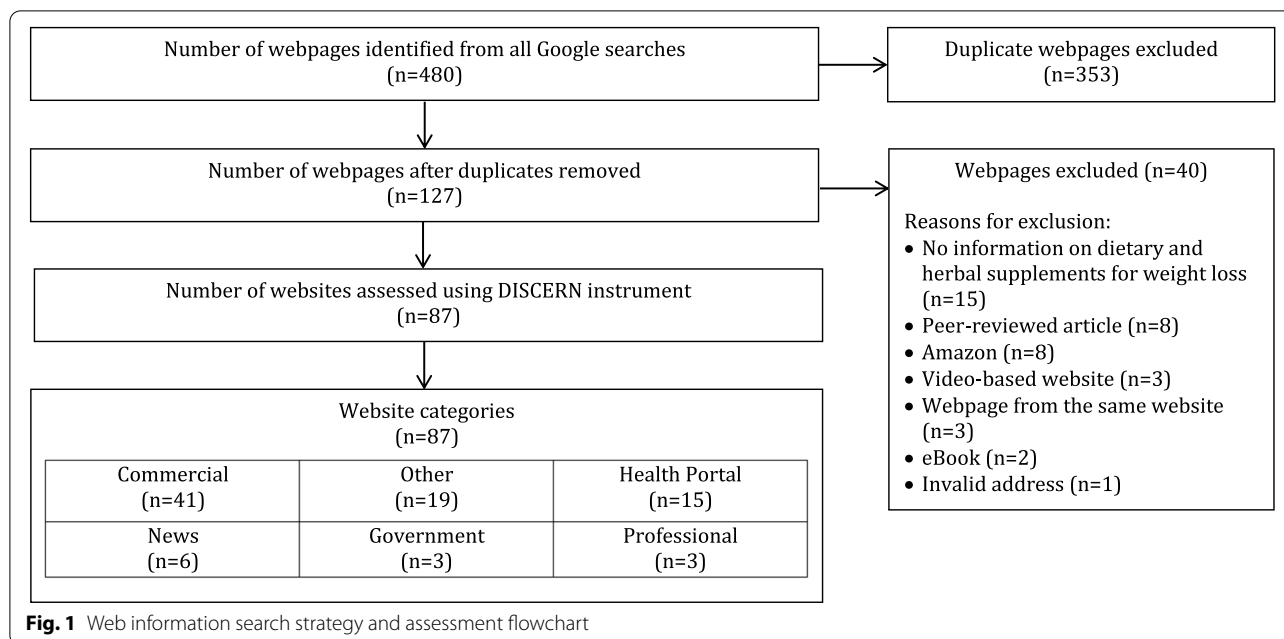 Number of webpages identified from all Google searches
(n=480)
Duplicate webpages excluded
(n=353)
Number of webpages after duplicates removed
(n=127)
Webpages excluded (n=40)
Reasons for exclusion:
• No information on dietary and
herbal supplements for weight loss
(n=15)
• Peer-reviewed article (n=8)
• Amazon (n=8)
• Video-based website (n=3)
• Webpage from the same website
(n=3)
• eBook (n=2)
• Invalid address (n=1)
Number of websites assessed using DISCERN instrument
(n=87)
Website categories
(n=87)
Commercial
(n=41)
Other
(n=19)
Health Portal
(n=15)
News
(n=6)
Government
(n=3)
Professional
(n=3)
Fig. 1 Web information search strategy and assessment flowchart